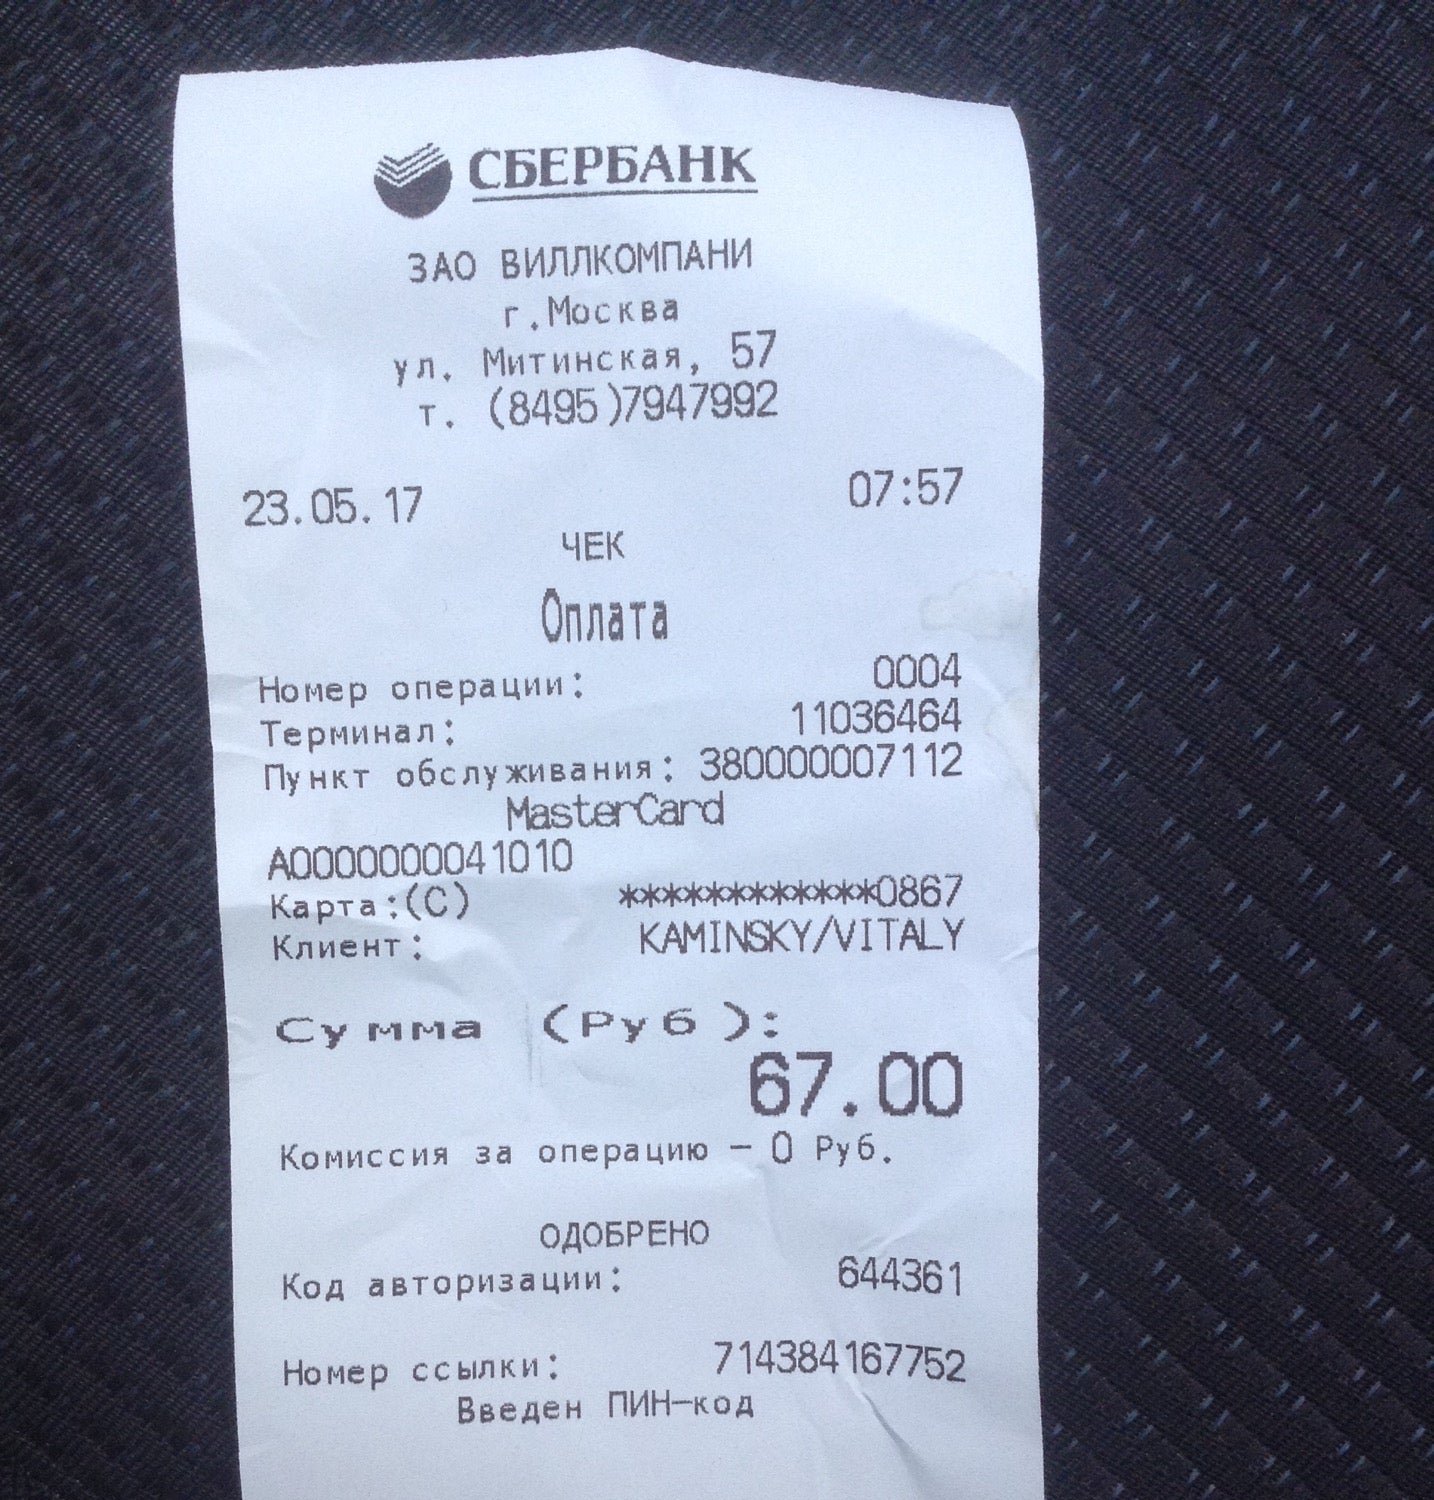 СБЕРБАНК
ЗАО ВИЛЛКОМПАНИ
г.Москва
ул. Митинская, 57
т. (8495)7947992
23.05.17 07:57
ЧЕК
Оплата
Номер операции: 0004
Терминал: 11036464
Пункт обслуживания: 380000007112
MasterCard
A0000000041010
Карта:(C) ************0867
Клиент: KAMINSKY/VITALY
Сумма (Руб):
67.00
Комиссия за операцию – 0 Руб.
ОДОБРЕНО
Код авторизации: 644361
Номер ссылки: 714384167752
Введен ПИН–код